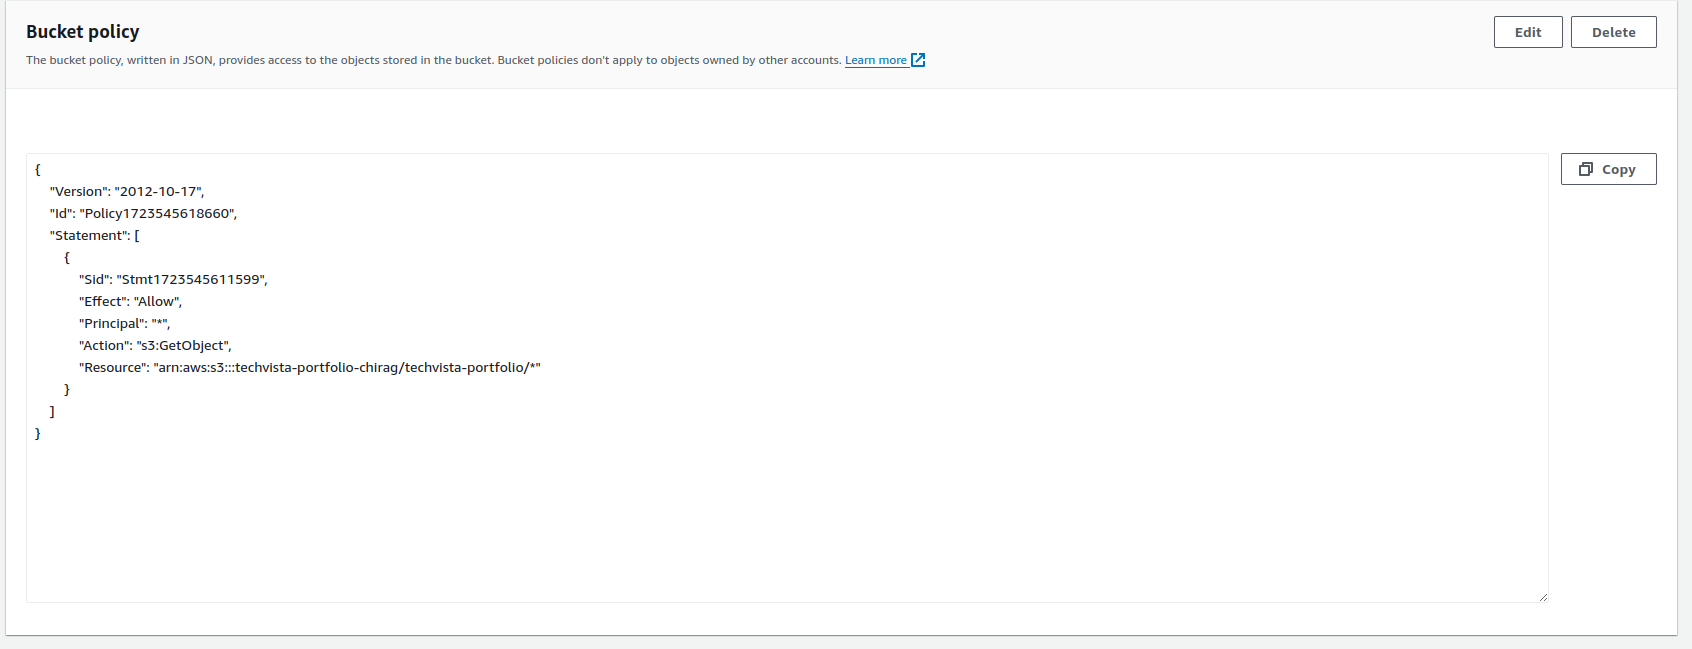 Bucket policy
Edit
Delete
The bucket policy, written in JSON, provides access to the objects stored in the bucket. Bucket policies don't apply to objects owned by other accounts. Learn more
Copy
{
    "Version": "2012-10-17",
    "Id": "Policy1723545618660",
    "Statement": [
        {
            "Sid": "Stmt1723545611599",
            "Effect": "Allow",
            "Principal": "*",
            "Action": "s3:GetObject",
            "Resource": "arn:aws:s3:::techvista-portfolio-chirag/techvista-portfolio/*"
        }
    ]
}